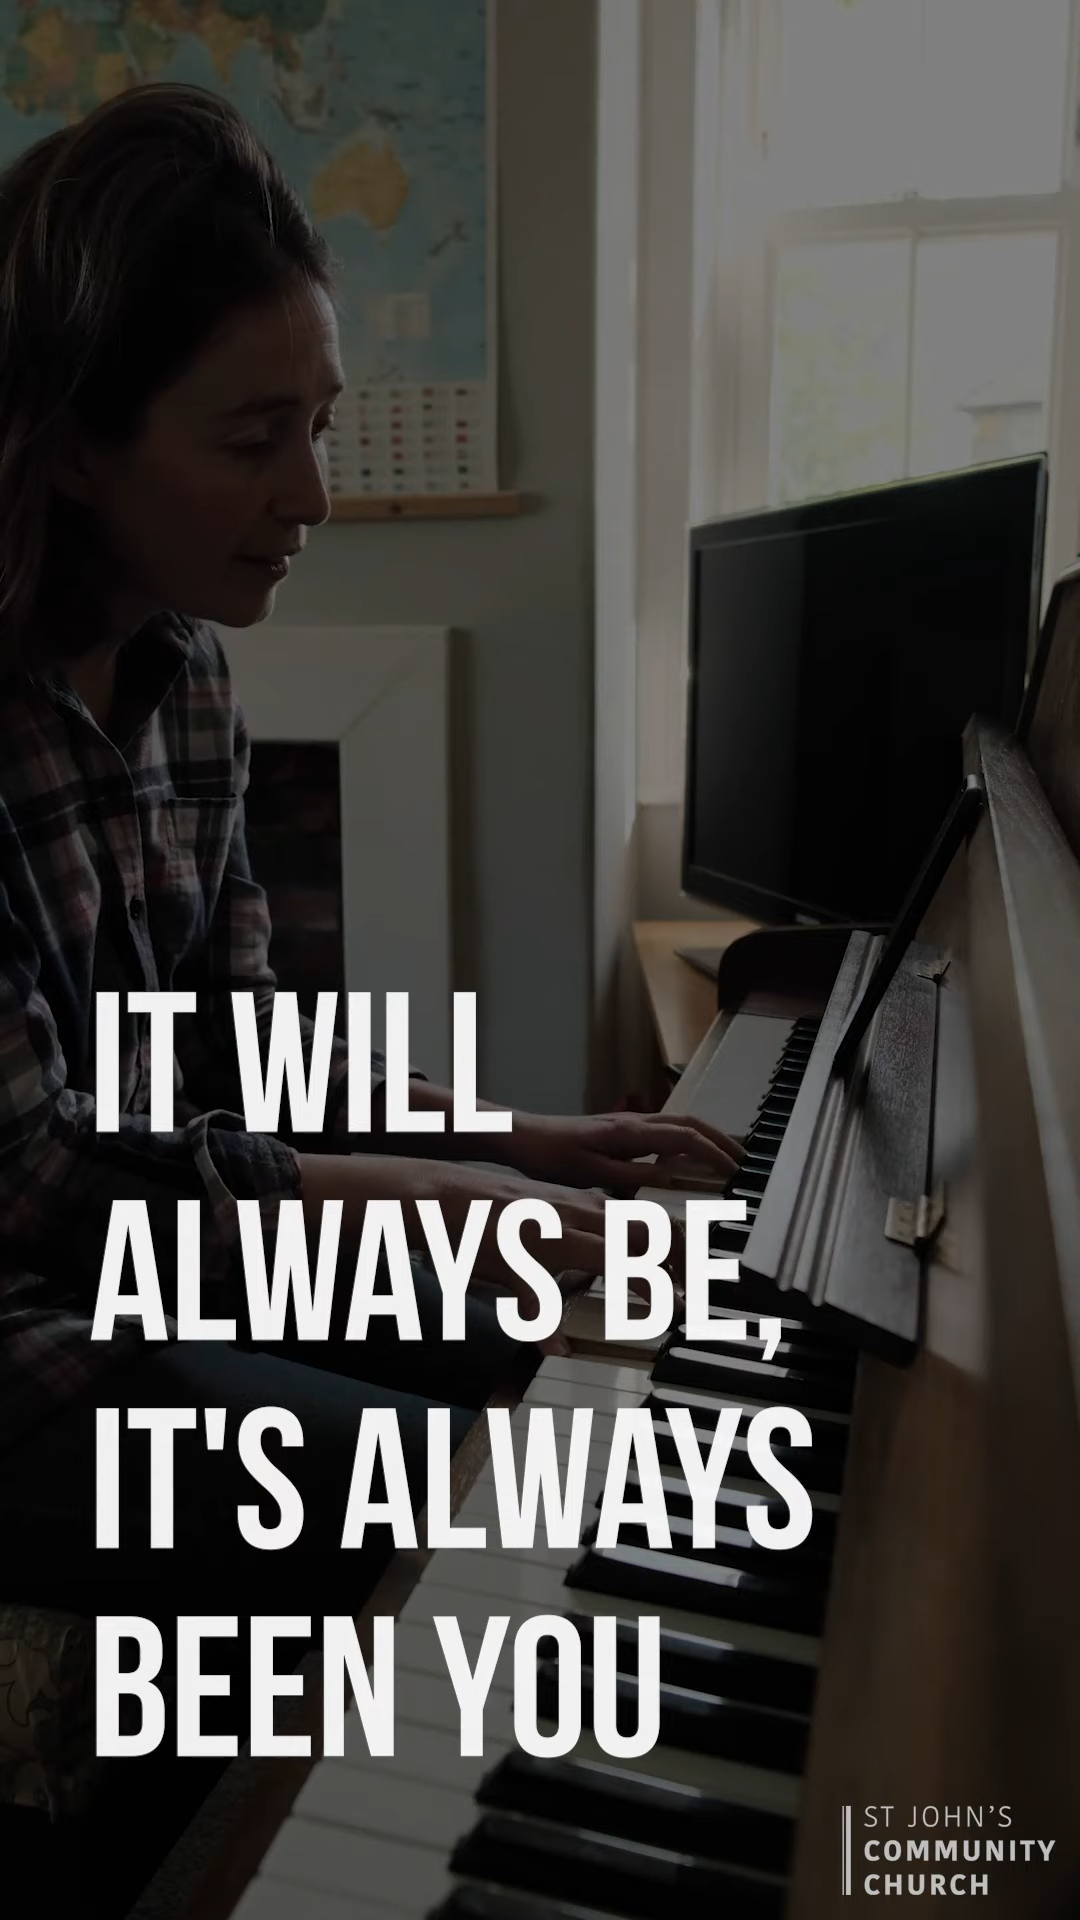 IT WILL
ALWAYS BE,
IT'S ALWAYS
BEEN YOU
ST JOHN'S
COMMUNITY
CHURCH